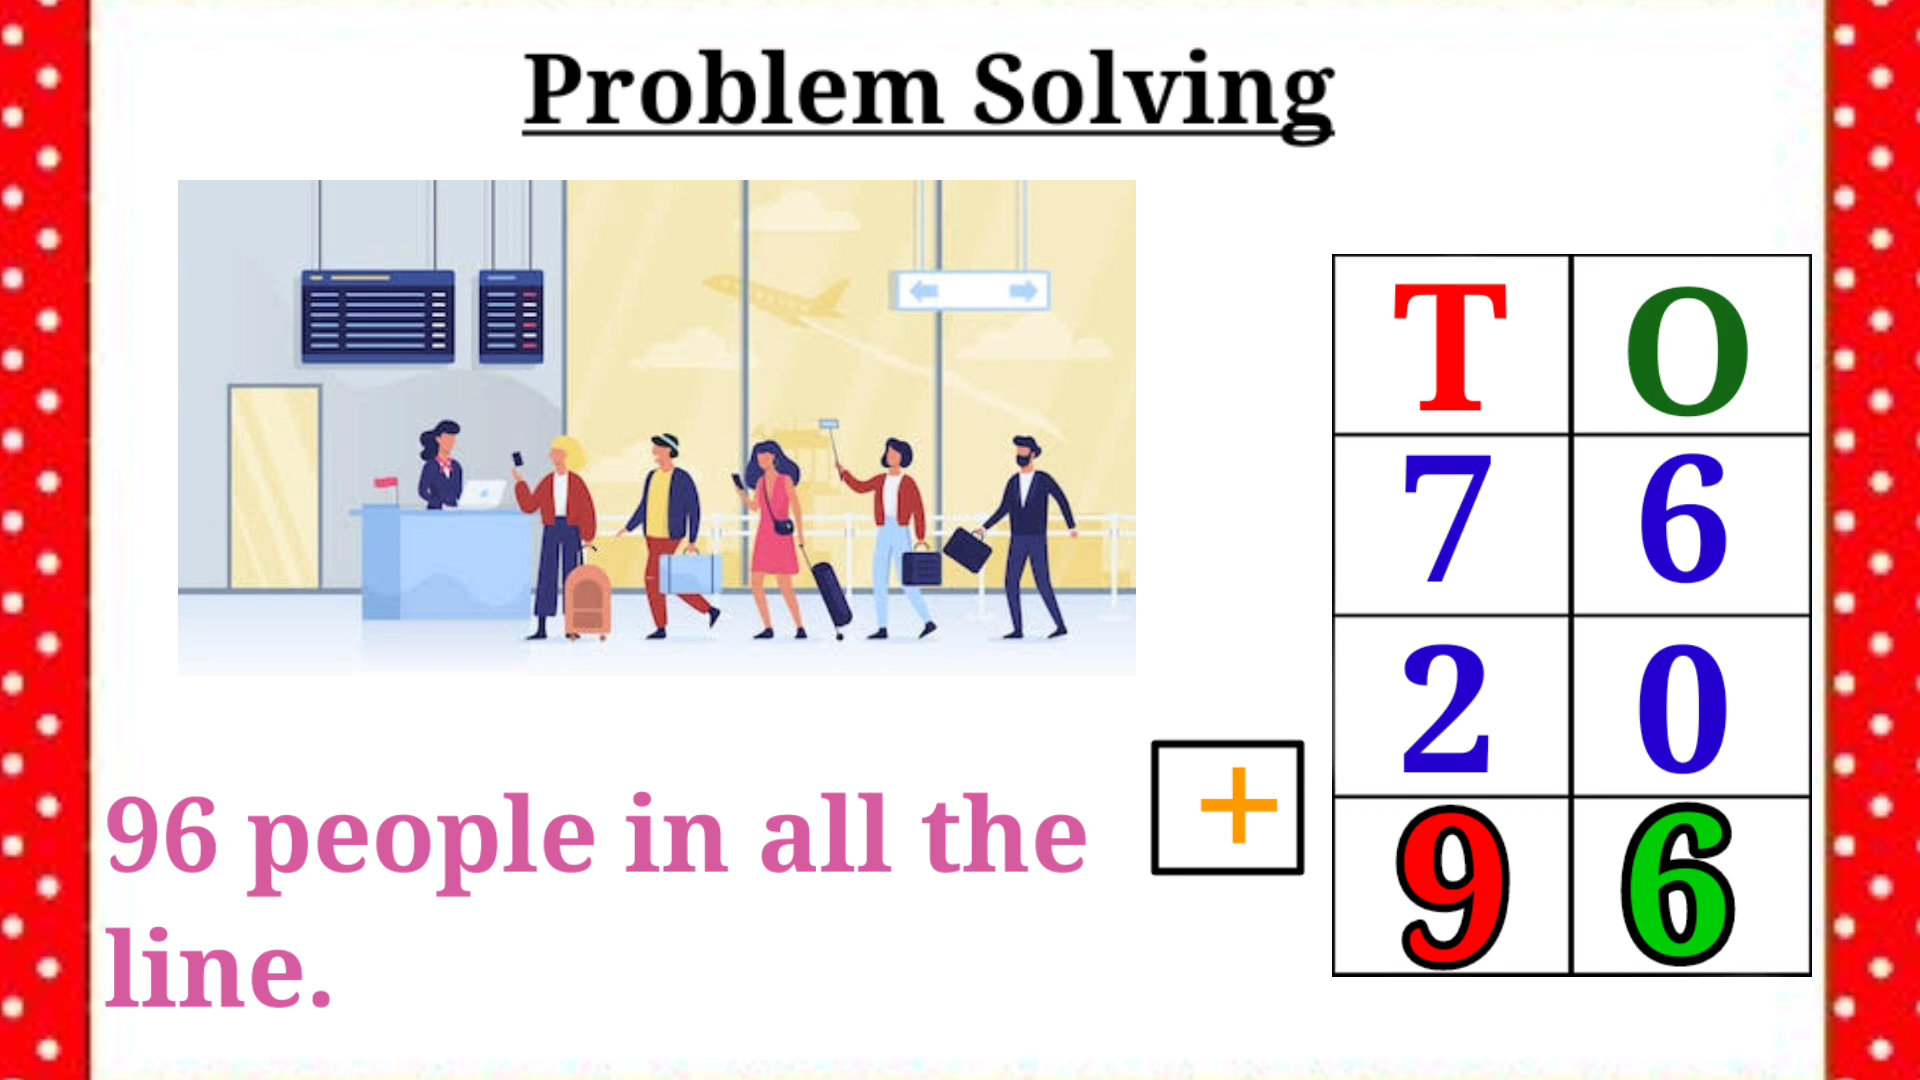 Problem Solving
T O
7 6
2 0
+
9 6
96 people in all the
line.